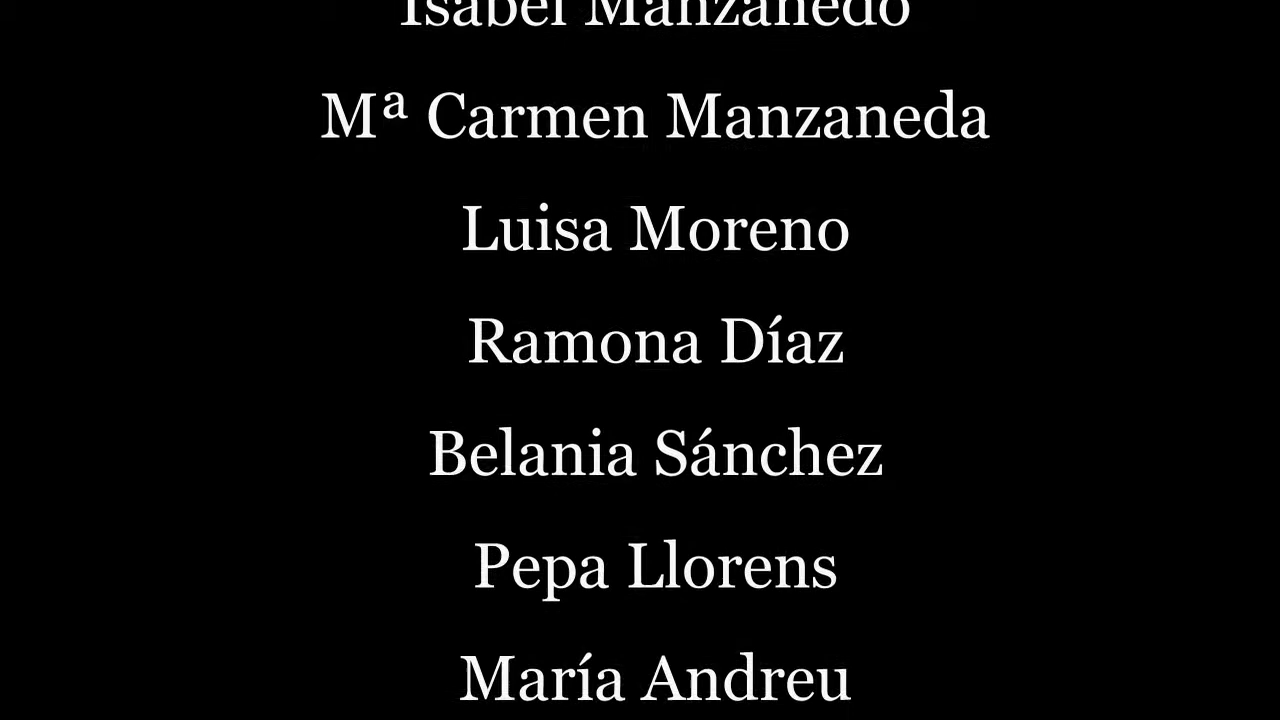 Isabel Manzanedo
Mª Carmen Manzaneda
Luisa Moreno
Ramona Díaz
Belania Sánchez
Pepa Llorens
María Andreu